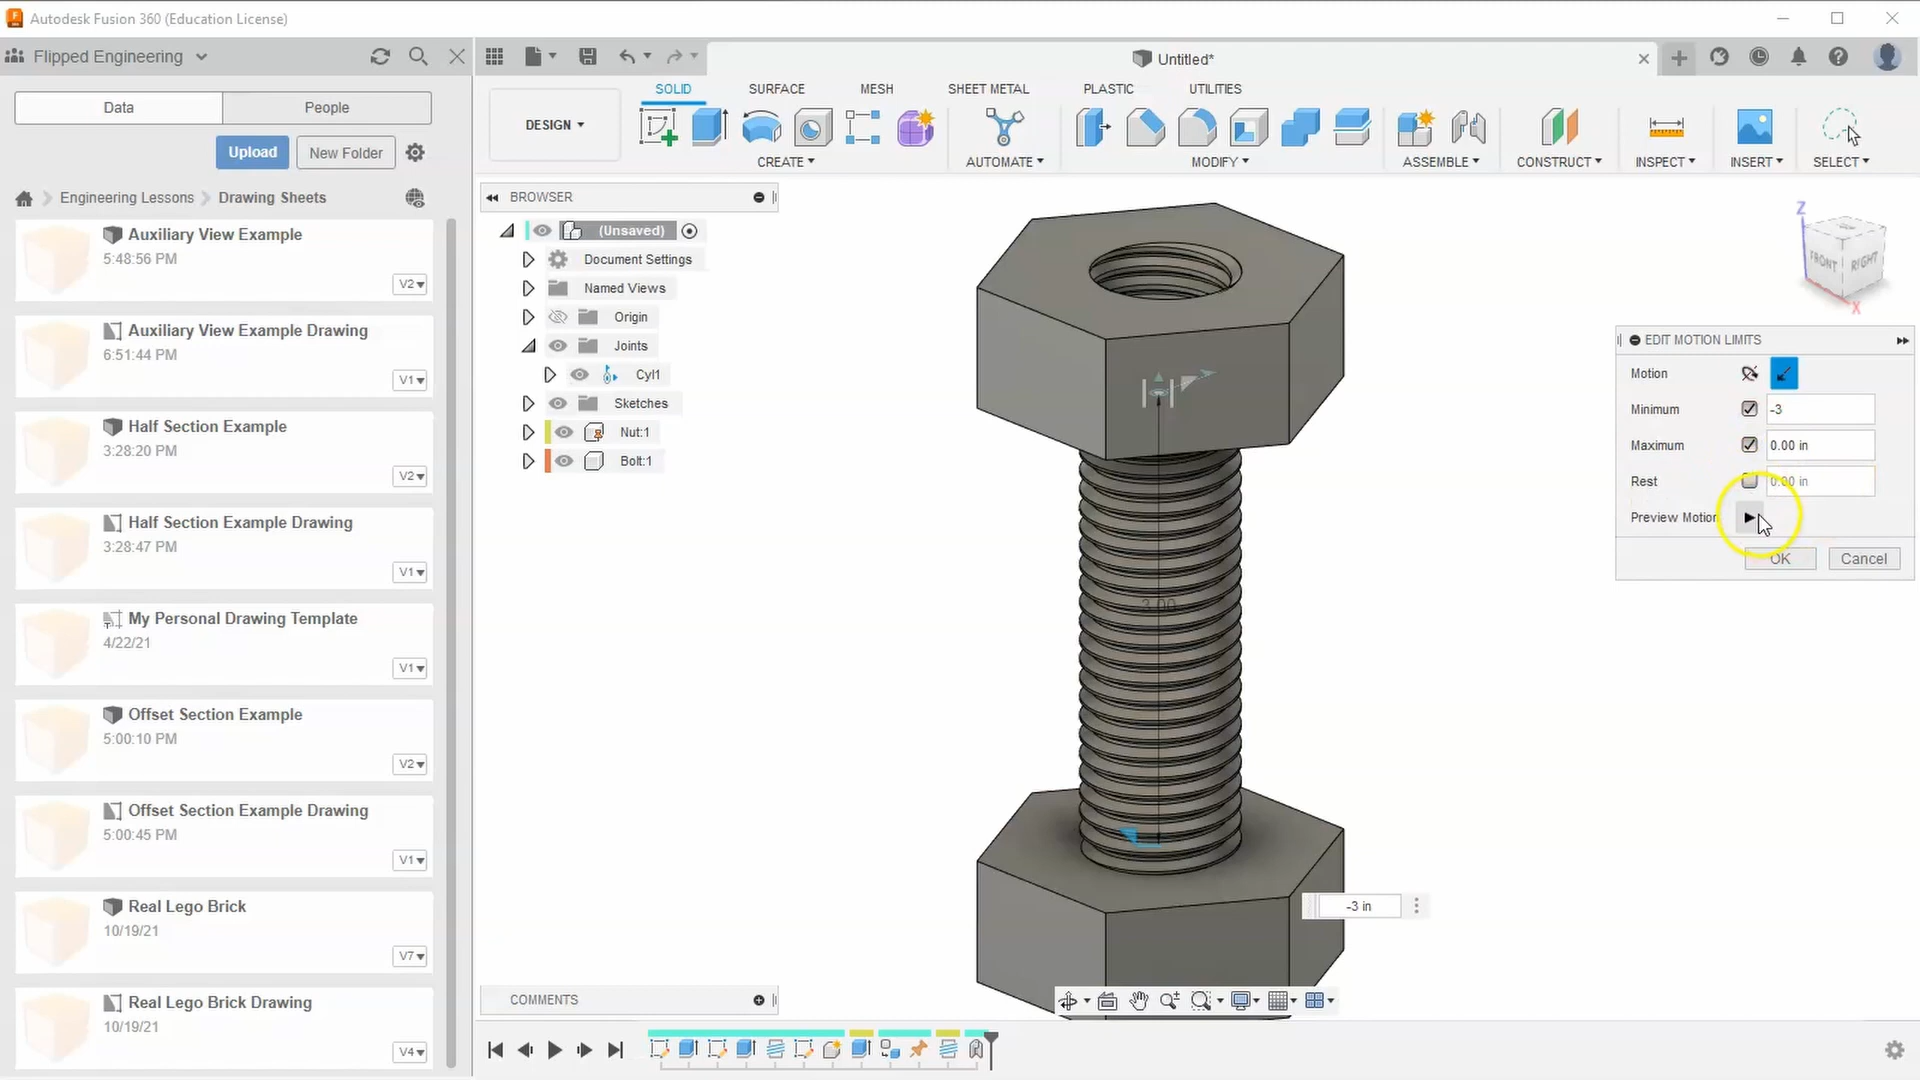 Autodesk Fusion 360 (Education License)
Flipped Engineering
Untitled*
Data People
Upload New Folder
Engineering Lessons Drawing Sheets
Auxiliary View Example
5:48:56 PM
V2
Auxiliary View Example Drawing
6:51:44 PM
V1
Half Section Example
3:28:20 PM
V2
Half Section Example Drawing
3:28:47 PM
V1
My Personal Drawing Template
4/22/21
V1
Offset Section Example
5:00:10 PM
V2
Offset Section Example Drawing
5:00:45 PM
V1
Real Lego Brick
10/19/21
V7
Real Lego Brick Drawing
10/19/21
V4
SOLID SURFACE MESH SHEET METAL PLASTIC UTILITIES
DESIGN
CREATE AUTOMATE MODIFY ASSEMBLE CONSTRUCT INSPECT INSERT SELECT
BROWSER
(Unsaved)
Document Settings
Named Views
Origin
Joints
Cyl1
Sketches
Nut:1
Bolt:1
Z
FRONT RIGHT
X
EDIT MOTION LIMITS
Motion
Minimum -3
Maximum 0.00 in
Rest 0.00 in
Preview Motion
OK Cancel
3.00
-3 in
COMMENTS